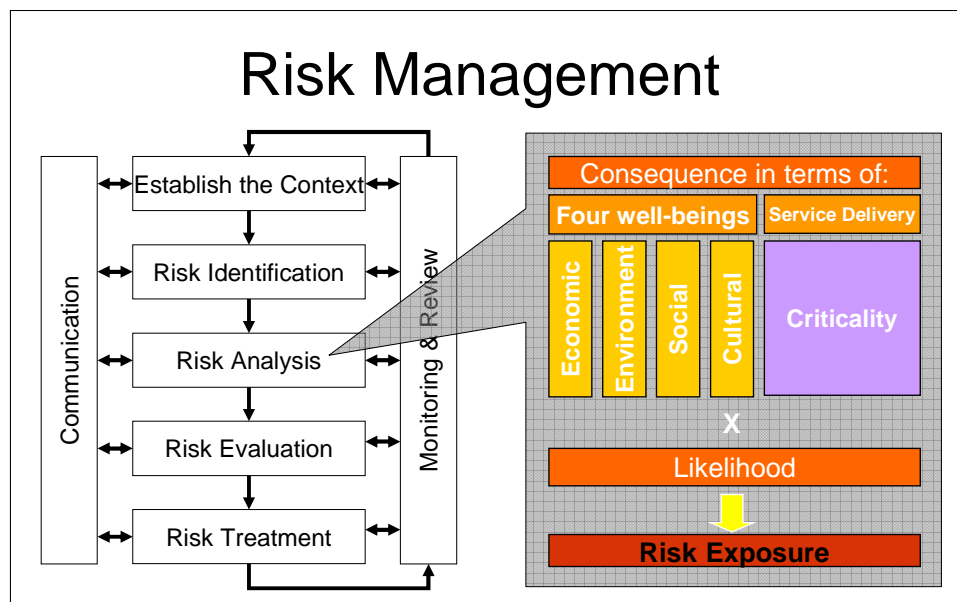 Risk Management
Communication
Establish the Context
Risk Identification
Risk Analysis
Risk Evaluation
Risk Treatment
Monitoring & Review
Consequence in terms of:
Four well-beings
Service Delivery
Economic
Environment
Social
Cultural
Criticality
X
Likelihood
Risk Exposure